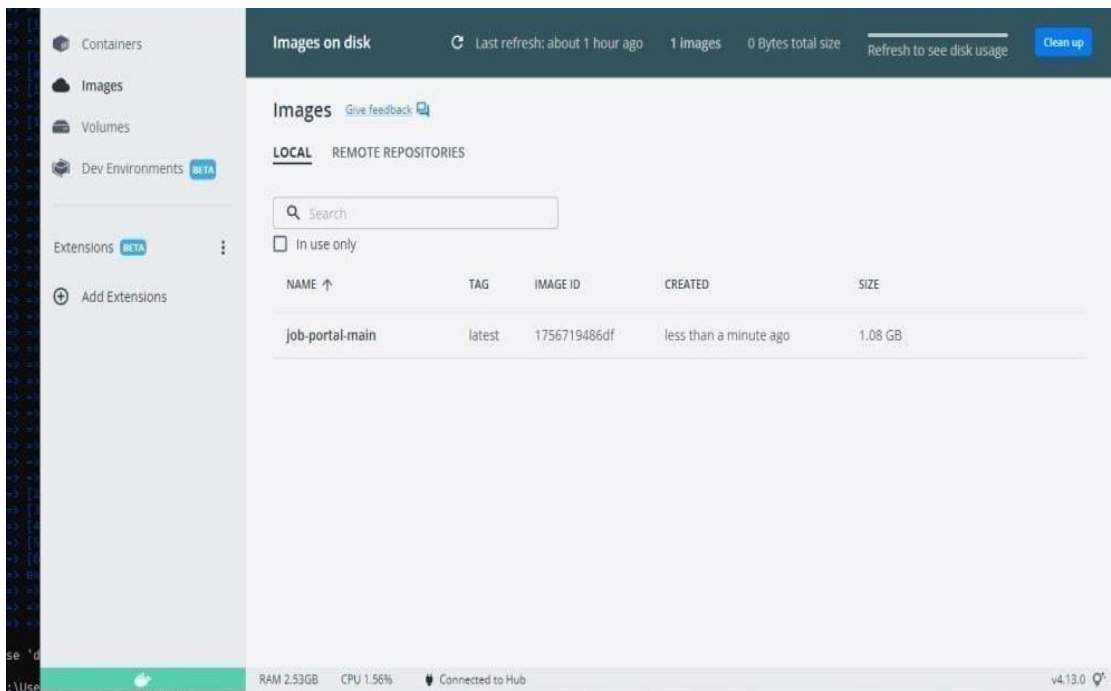 Containers
Images
Volumes
Dev Environments BETA
Extensions BETA
Add Extensions
Images on disk
Last refresh: about 1 hour ago
1 images
0 Bytes total size
Refresh to see disk usage
Clean up
Images Give feedback
LOCAL REMOTE REPOSITORIES
Search
In use only
NAME TAG IMAGE ID CREATED SIZE
job-portal-main latest 1756719486df less than a minute ago 1.08 GB
RAM 2.53GB CPU 1.56% Connected to Hub v4.13.0